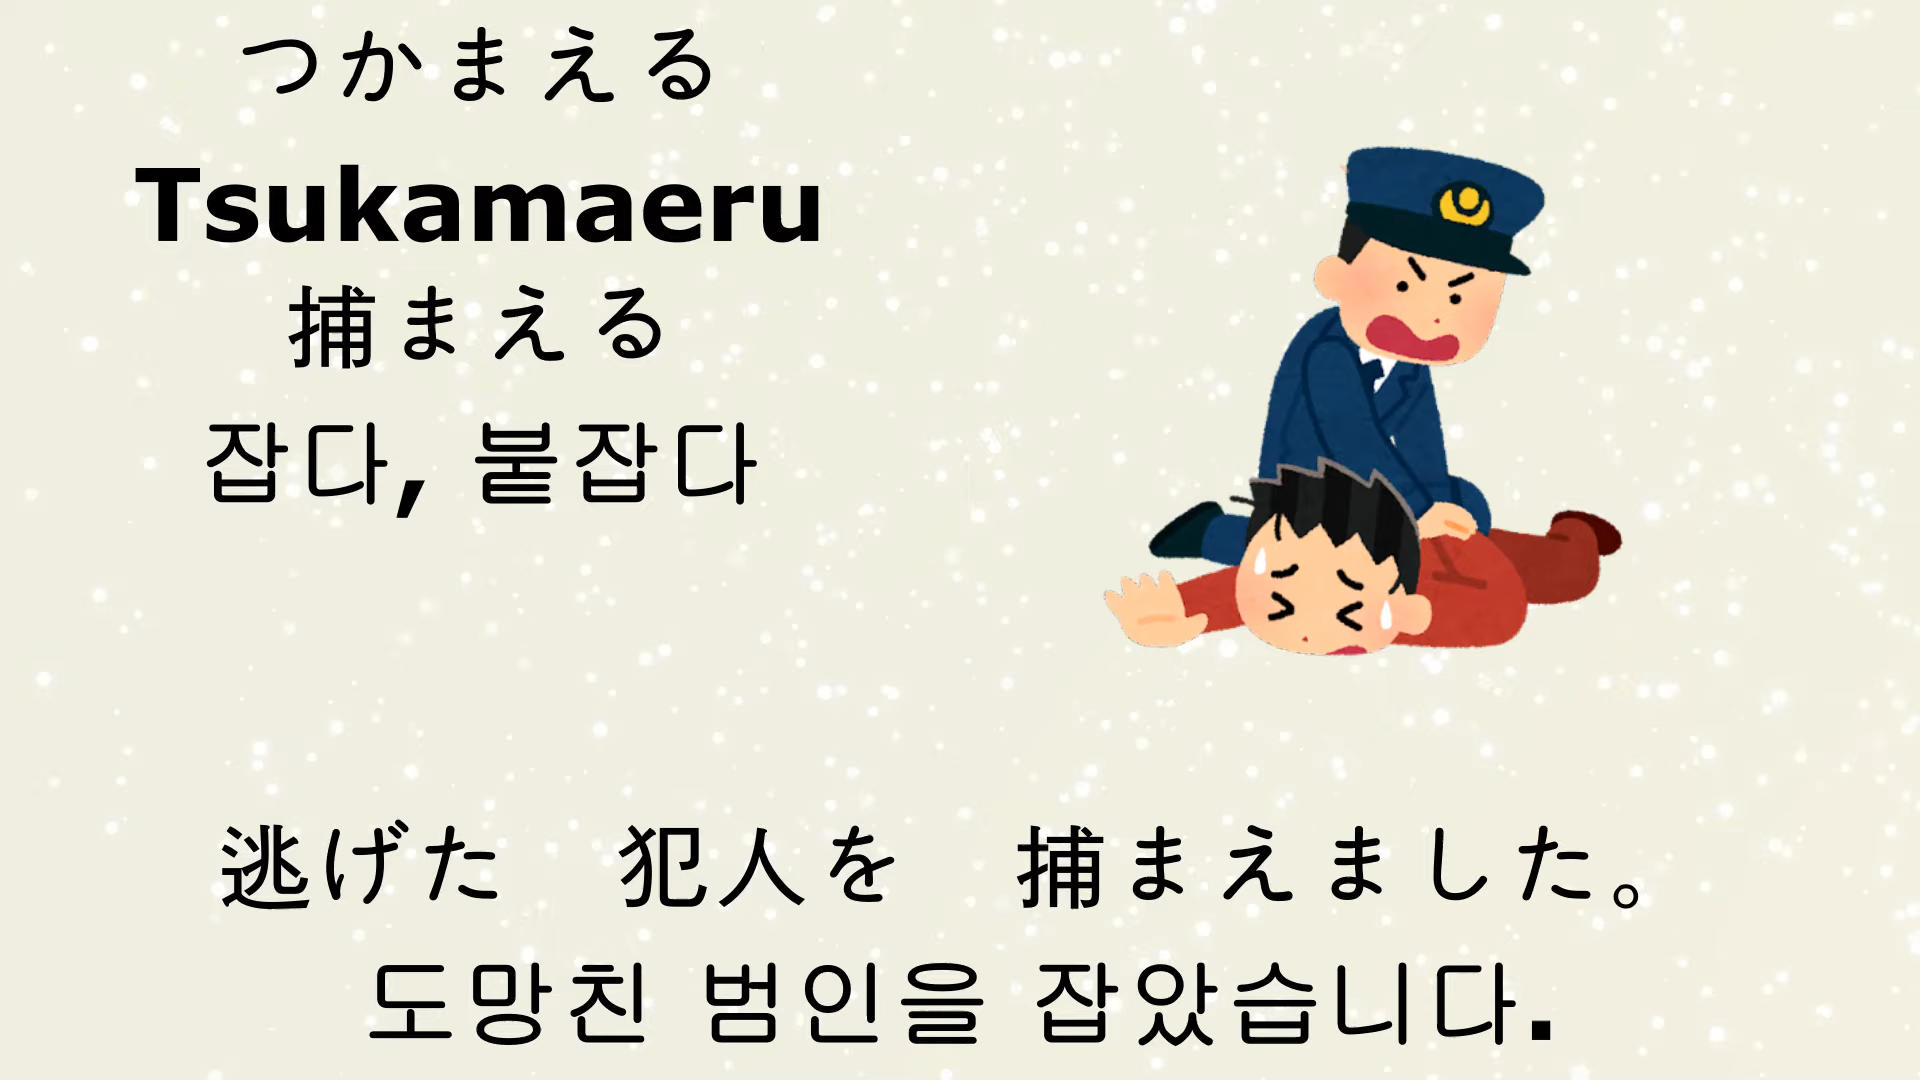 つかまえる
Tsukamaeru
捕まえる
잡다, 붙잡다
逃げた　犯人を　捕まえました。
도망친 범인을 잡았습니다.